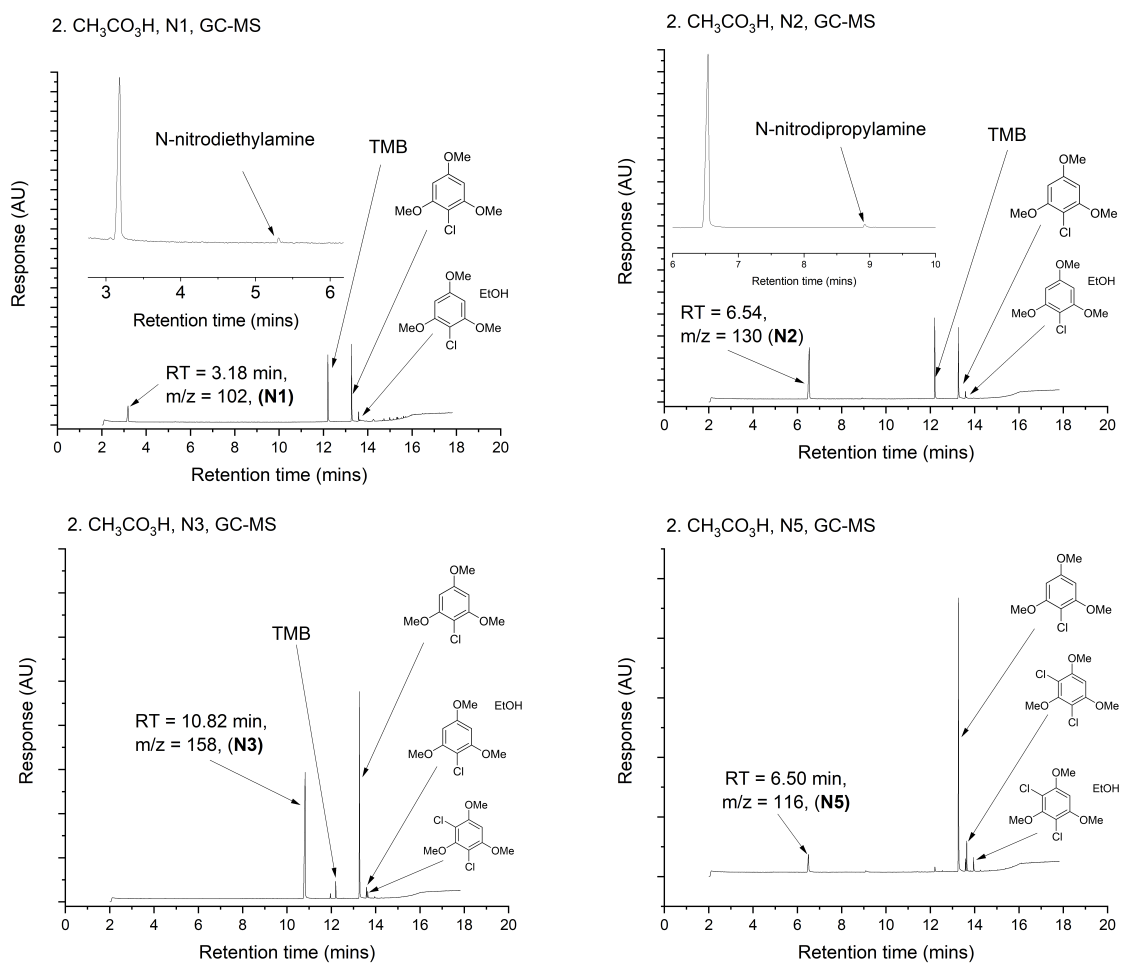 2. CH₃CO₃H, N1, GC-MS
N-nitrodiethylamine
TMB
OMe
MeO
OMe
Cl
OMe
EtOH
MeO
OMe
Cl
3 4 5 6
Retention time (mins)
RT = 3.18 min,
m/z = 102, (N1)
Response (AU)
0 2 4 6 8 10 12 14 16 18 20
Retention time (mins)
2. CH₃CO₃H, N2, GC-MS
N-nitrodipropylamine
TMB
OMe
MeO
OMe
Cl
OMe
EtOH
MeO
OMe
Cl
6 7 8 9 10
Retention time (mins)
RT = 6.54,
m/z = 130 (N2)
Response (AU)
0 2 4 6 8 10 12 14 16 18 20
Retention time (mins)
2. CH₃CO₃H, N3, GC-MS
OMe
MeO
OMe
Cl
TMB
OMe
EtOH
MeO
OMe
Cl
RT = 10.82 min,
m/z = 158, (N3)
OMe
Cl
MeO
OMe
Cl
Response (AU)
0 2 4 6 8 10 12 14 16 18 20
Retention time (mins)
2. CH₃CO₃H, N5, GC-MS
OMe
MeO
OMe
Cl
OMe
Cl
MeO
OMe
Cl
RT = 6.50 min,
m/z = 116, (N5)
OMe
EtOH
Cl
MeO
OMe
Cl
Response (AU)
0 2 4 6 8 10 12 14 16 18 20
Retention time (mins)